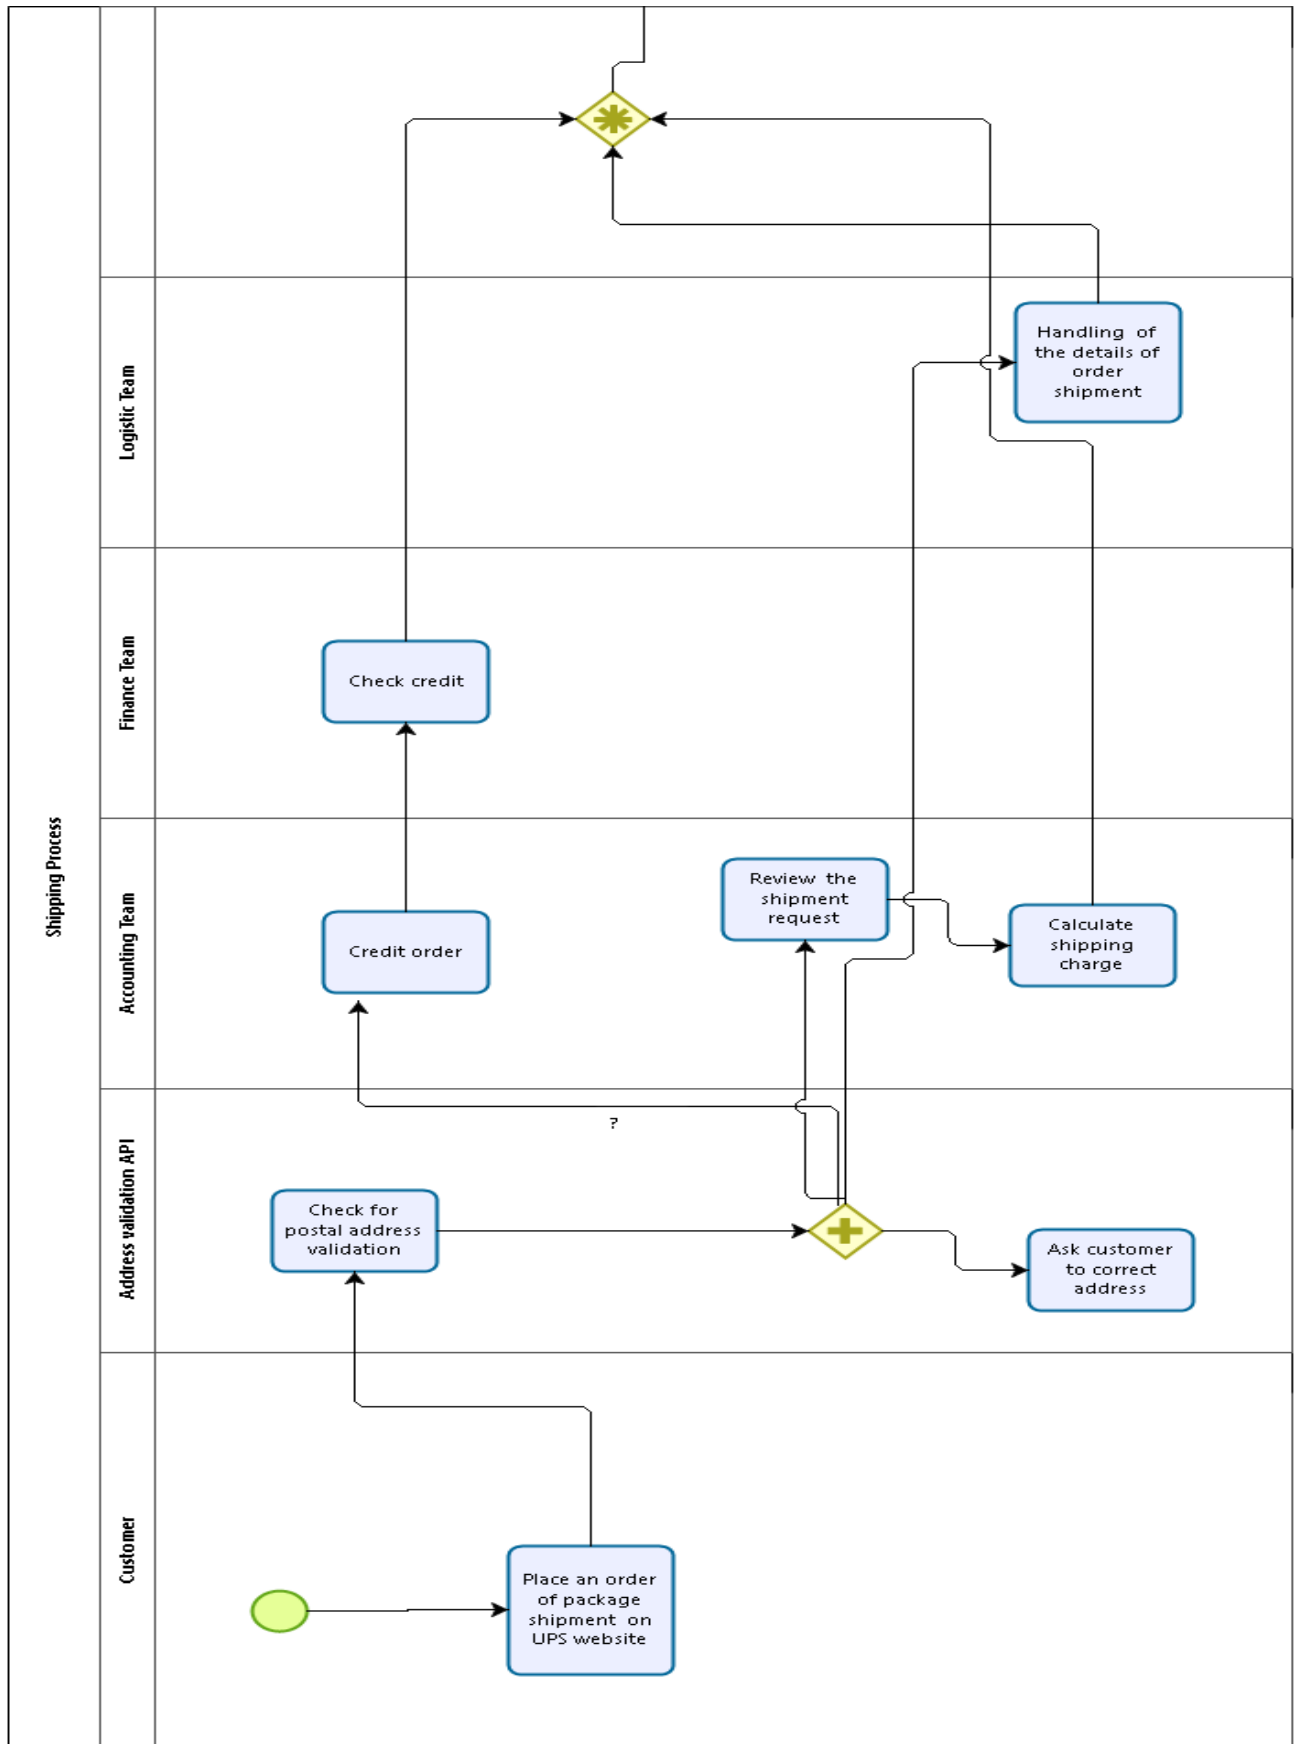 Shipping Process
Logistic Team
Handling of
the details of
order
shipment
Finance Team
Check credit
Accounting Team
Credit order
Review the
shipment
request
Calculate
shipping
charge
Address validation API
?
Check for
postal address
validation
Ask customer
to correct
address
Customer
Place an order
of package
shipment on
UPS website